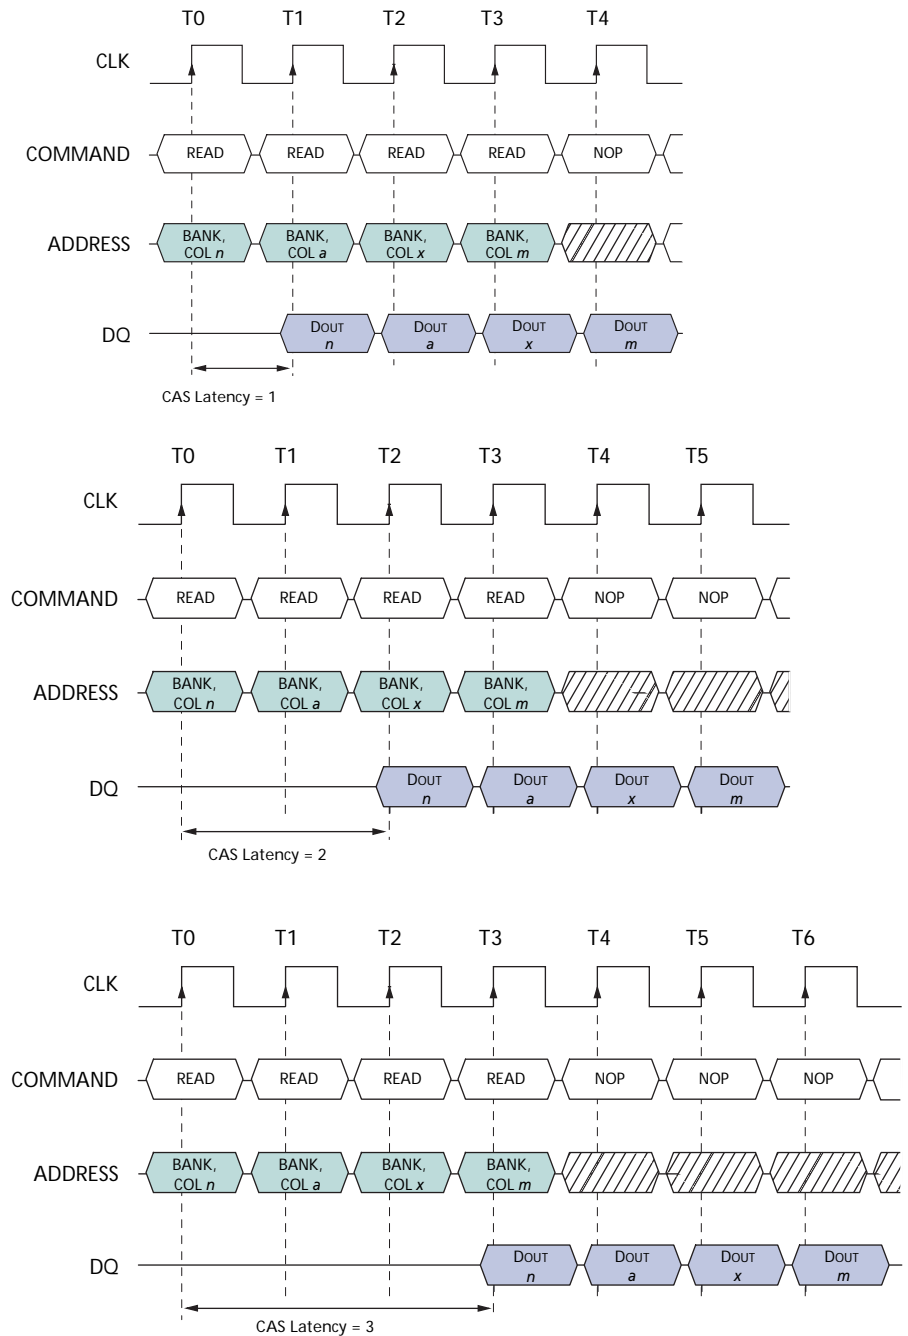 T0 T1 T2 T3 T4
CLK
COMMAND READ READ READ READ NOP
ADDRESS BANK, BANK, BANK, BANK,
COL n COL a COL x COL m
DQ DOUT DOUT DOUT DOUT
n a x m
CAS Latency = 1
T0 T1 T2 T3 T4 T5
CLK
COMMAND READ READ READ READ NOP NOP
ADDRESS BANK, BANK, BANK, BANK,
COL n COL a COL x COL m
DQ DOUT DOUT DOUT DOUT
n a x m
CAS Latency = 2
T0 T1 T2 T3 T4 T5 T6
CLK
COMMAND READ READ READ READ NOP NOP NOP
ADDRESS BANK, BANK, BANK, BANK,
COL n COL a COL x COL m
DQ DOUT DOUT DOUT DOUT
n a x m
CAS Latency = 3